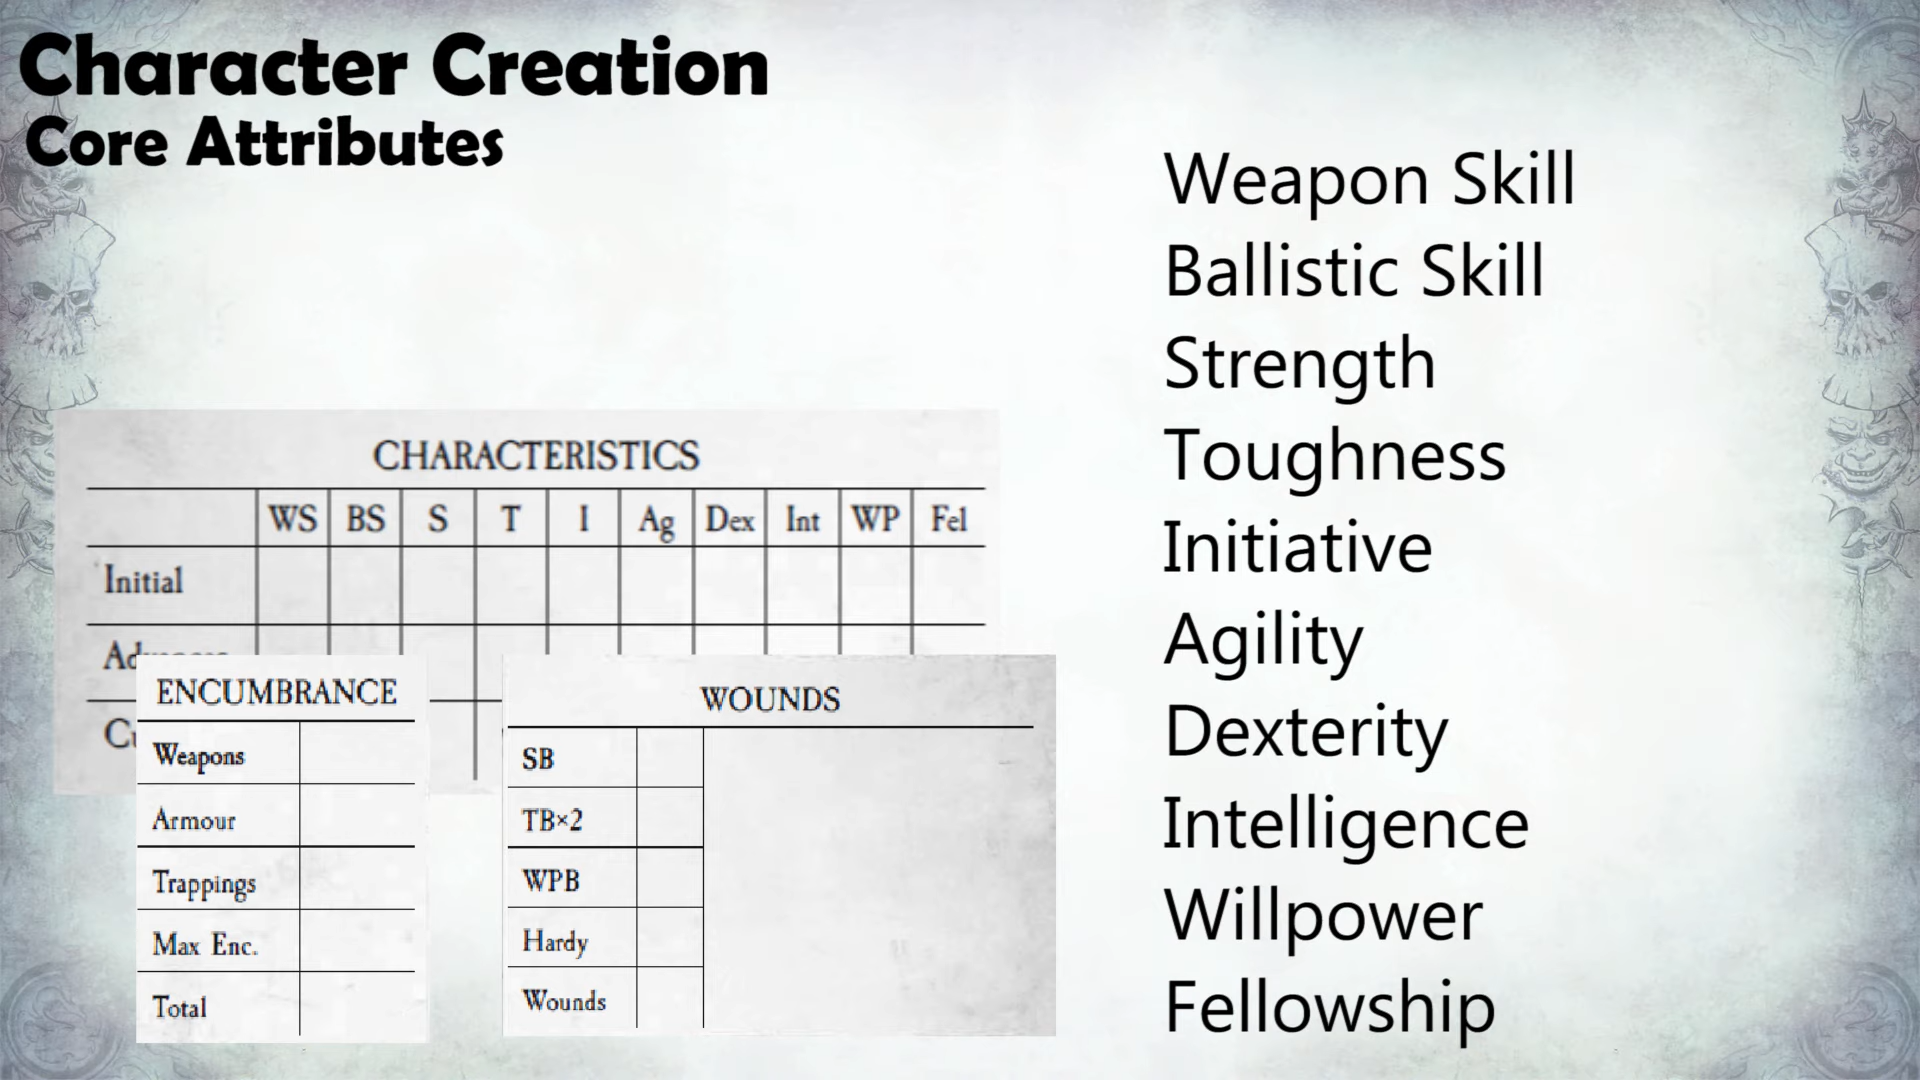 Character Creation
Core Attributes
CHARACTERISTICS
WS BS S T I Ag Dex Int WP Fel
Initial
ENCUMBRANCE
Weapons
Armour
Trappings
Max Enc.
Total
WOUNDS
SB
TB×2
WPB
Hardy
Wounds
Weapon Skill
Ballistic Skill
Strength
Toughness
Initiative
Agility
Dexterity
Intelligence
Willpower
Fellowship